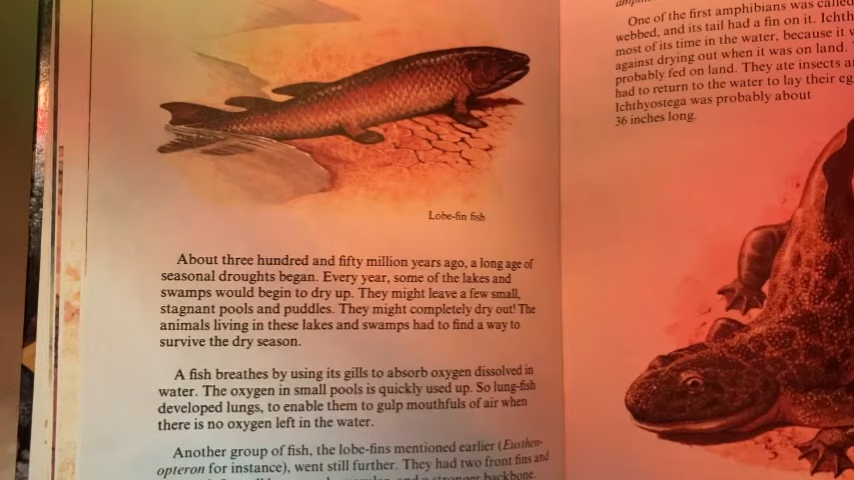 Lobe-fin fish
About three hundred and fifty million years ago, a long age of
seasonal droughts began. Every year, some of the lakes and
swamps would begin to dry up. They might leave a few small,
stagnant pools and puddles. They might completely dry out! The
animals living in these lakes and swamps had to find a way to
survive the dry season.
A fish breathes by using its gills to absorb oxygen dissolved in
water. The oxygen in small pools is quickly used up. So lung-fish
developed lungs, to enable them to gulp mouthfuls of air when
there is no oxygen left in the water.
Another group of fish, the lobe-fins mentioned earlier (Eusthen-
opteron for instance), went still further. They had two front fins and
and a stronger backbone.
One of the first amphibians was called
webbed, and its tail had a fin on it. Ichth
most of its time in the water, because it
against drying out when it was on land.
probably fed on land. They ate insects
had to return to the water to lay their
Ichthyostega was probably about
36 inches long.